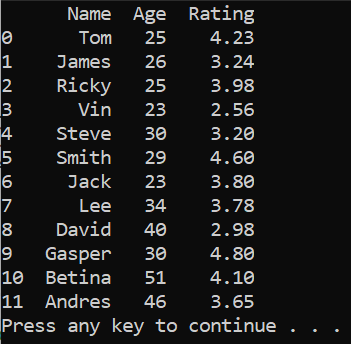 Name Age Rating
0 Tom 25 4.23
1 James 26 3.24
2 Ricky 25 3.98
3 Vin 23 2.56
4 Steve 30 3.20
5 Smith 29 4.60
6 Jack 23 3.80
7 Lee 34 3.78
8 David 40 2.98
9 Gasper 30 4.80
10 Betina 51 4.10
11 Andres 46 3.65
Press any key to continue . . .